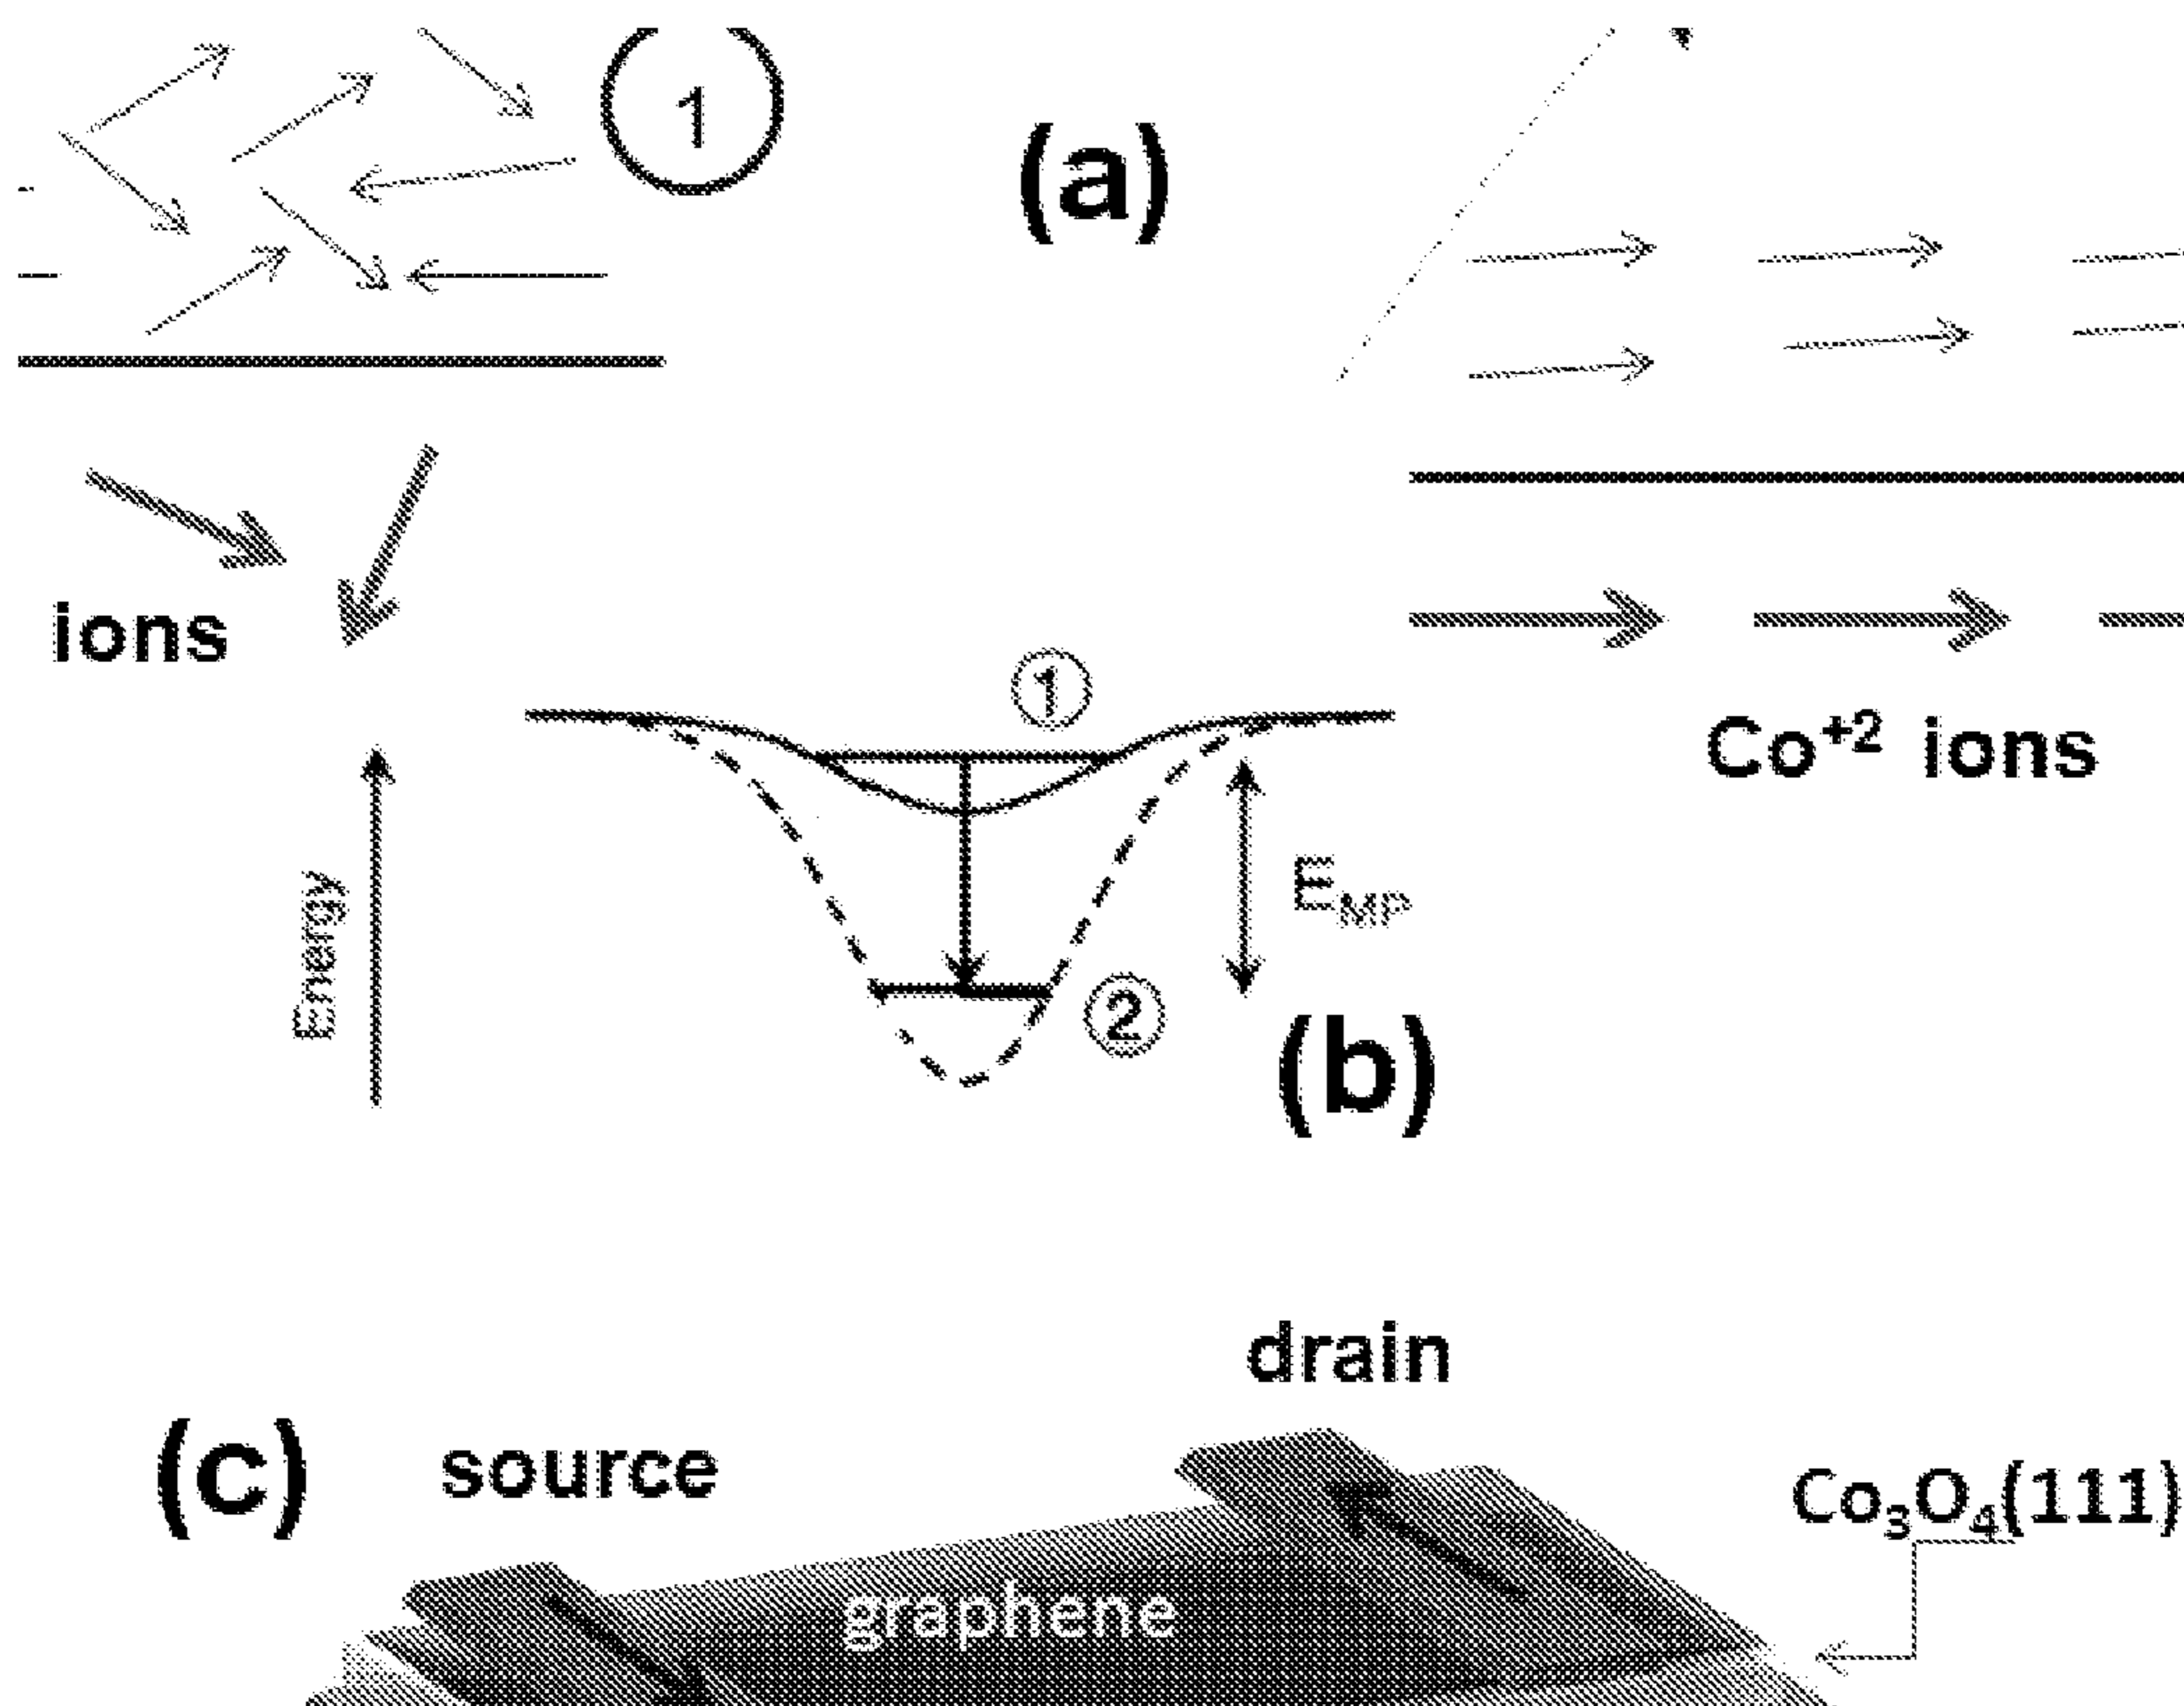 1
(a)
ions
①
Co⁺² ions
Energy
E_MP
②
(b)
drain
(c)
source
Co₃O₄(111)
graphene